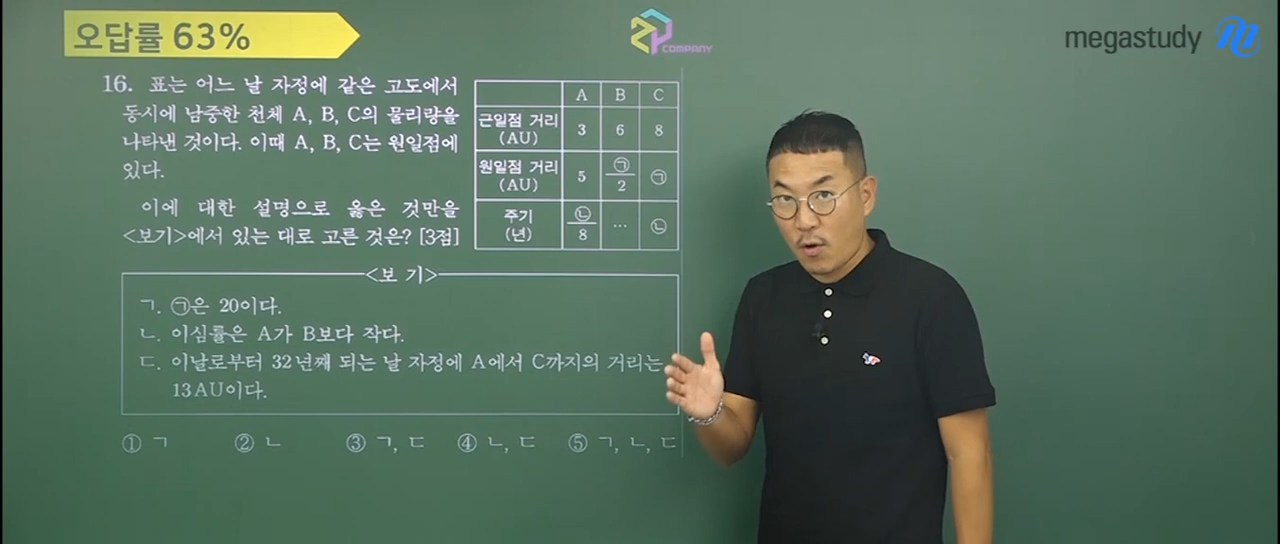 오답률 63%
ZP COMPANY
megastudy
16. 표는 어느 날 자정에 같은 고도에서
동시에 남중한 천체 A, B, C의 물리량을
나타낸 것이다. 이때 A, B, C는 원일점에
있다.
이에 대한 설명으로 옳은 것만을
<보기>에서 있는 대로 고른 것은? [3점]
A B C
근일점 거리 (AU) 3 6 8
원일점 거리 (AU) 5 ㉠/2 ㉠
주기 (년) ㉡/8 … ㉡
<보 기>
ㄱ. ㉠은 20이다.
ㄴ. 이심률은 A가 B보다 작다.
ㄷ. 이날로부터 32년째 되는 날 자정에 A에서 C까지의 거리는
13AU이다.
① ㄱ ② ㄴ ③ ㄱ, ㄷ ④ ㄴ, ㄷ ⑤ ㄱ, ㄴ, ㄷ